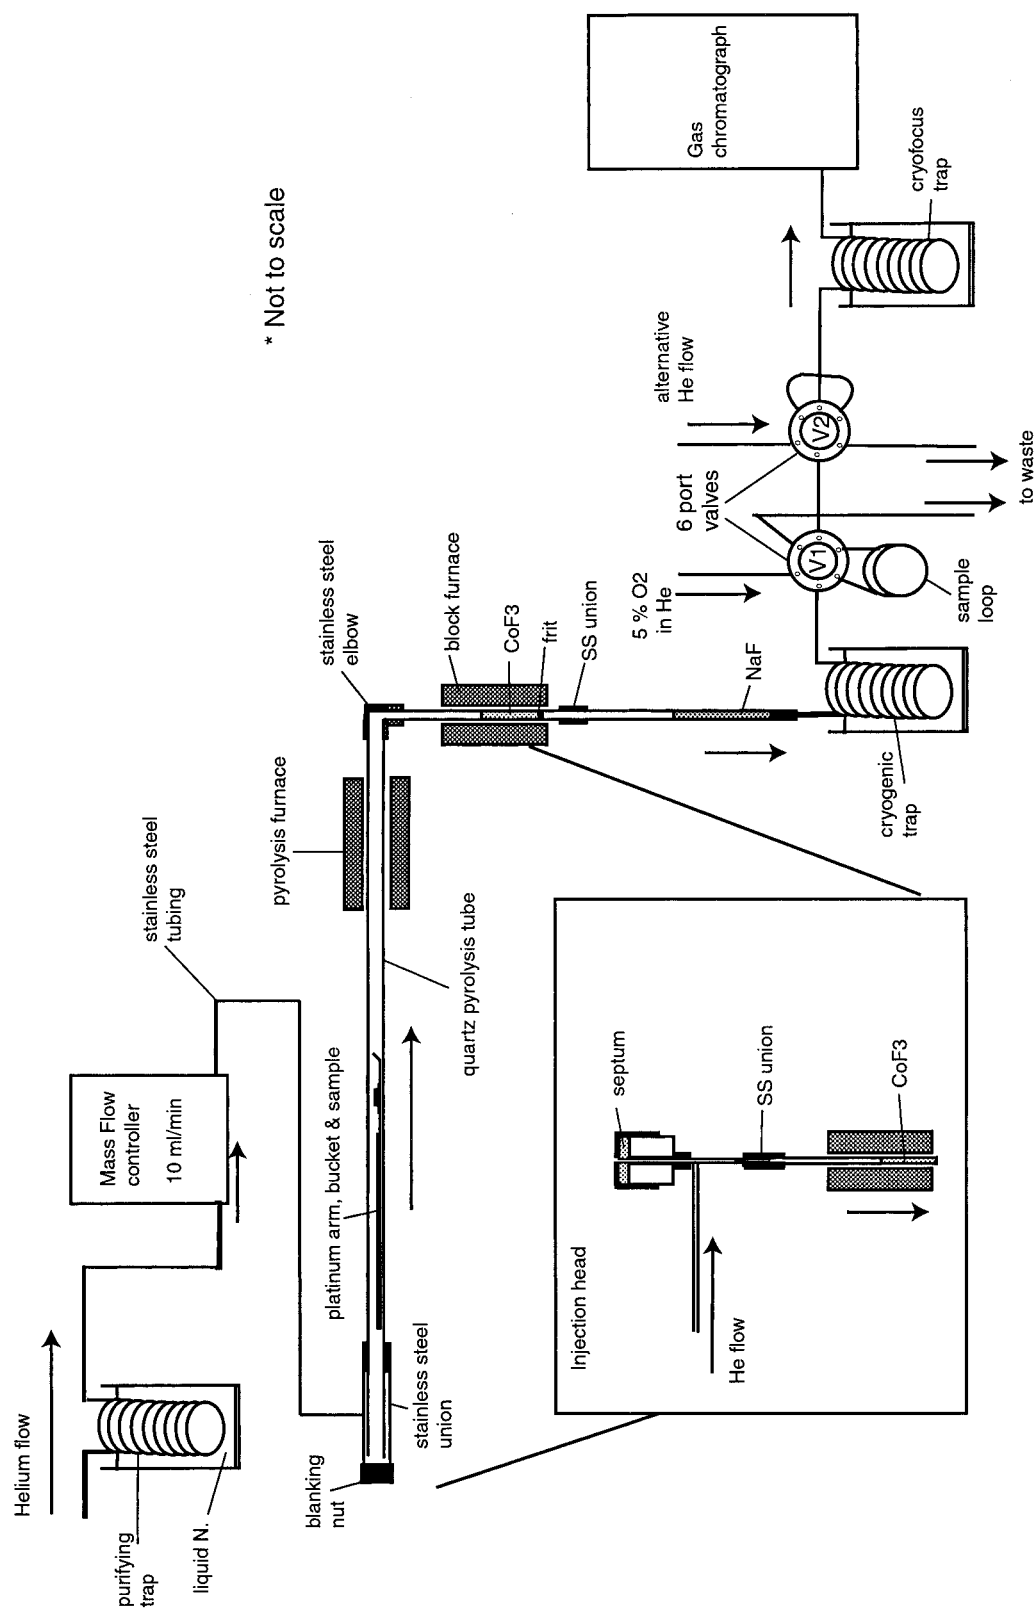 Helium flow
purifying
trap
liquid N.
Mass Flow
controller
10 ml/min
stainless steel
tubing
* Not to scale
blanking
nut
stainless steel
union
platinum arm, bucket & sample
quartz pyrolysis tube
pyrolysis furnace
stainless steel
elbow
block furnace
CoF3
frit
SS union
NaF
cryogenic
trap
5 % O2
in He
6 port
valves
alternative
He flow
V1
V2
sample
loop
to waste
cryofocus
trap
Gas
chromatograph
Injection head
He flow
septum
SS union
CoF3